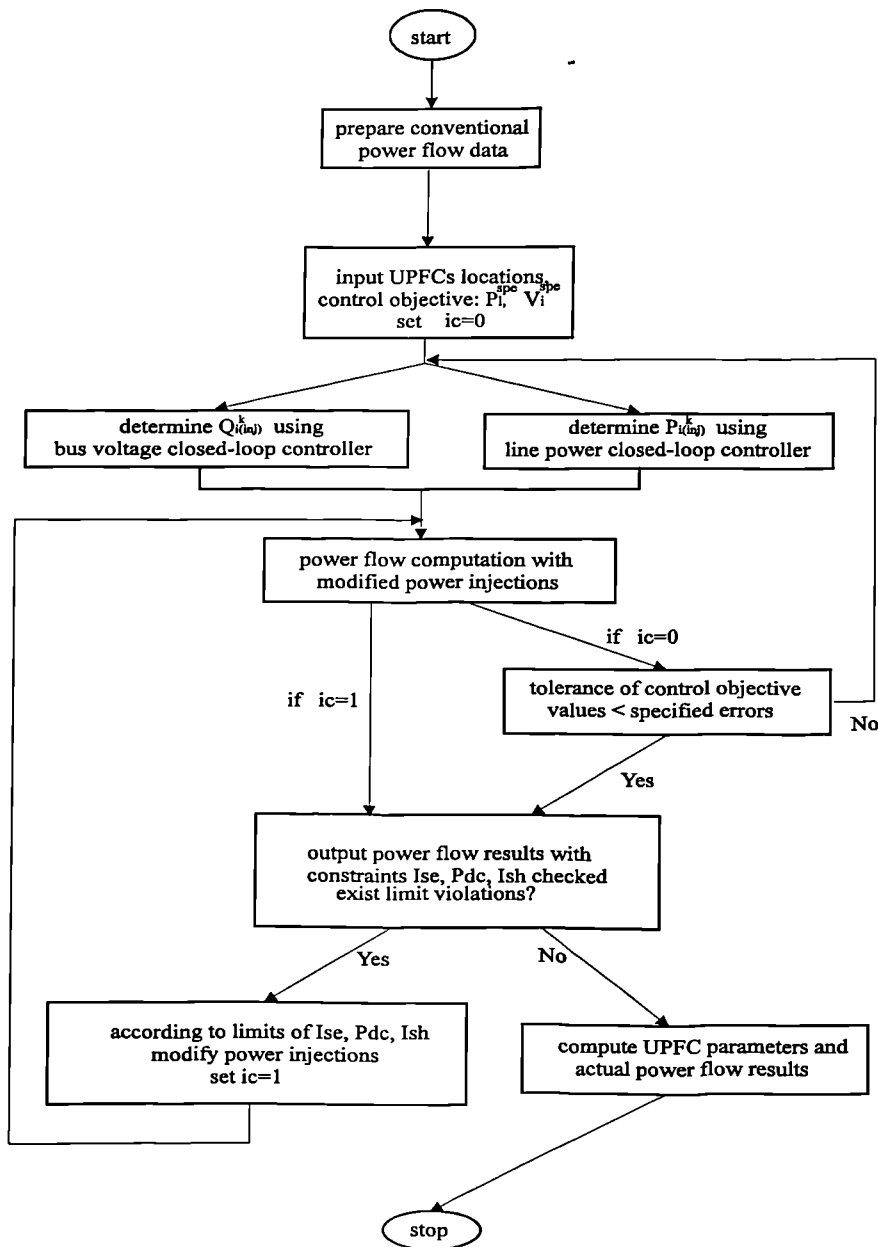 start
prepare conventional
power flow data
input UPFCs locations,
control objective: Pl,^spe Vi^spe
set ic=0
determine Qi(inj)^k using
bus voltage closed-loop controller
determine Pi(inj)^k using
line power closed-loop controller
power flow computation with
modified power injections
if ic=0
if ic=1
tolerance of control objective
values < specified errors
No
Yes
output power flow results with
constraints Ise, Pdc, Ish checked
exist limit violations?
Yes
No
according to limits of Ise, Pdc, Ish
modify power injections
set ic=1
compute UPFC parameters and
actual power flow results
stop